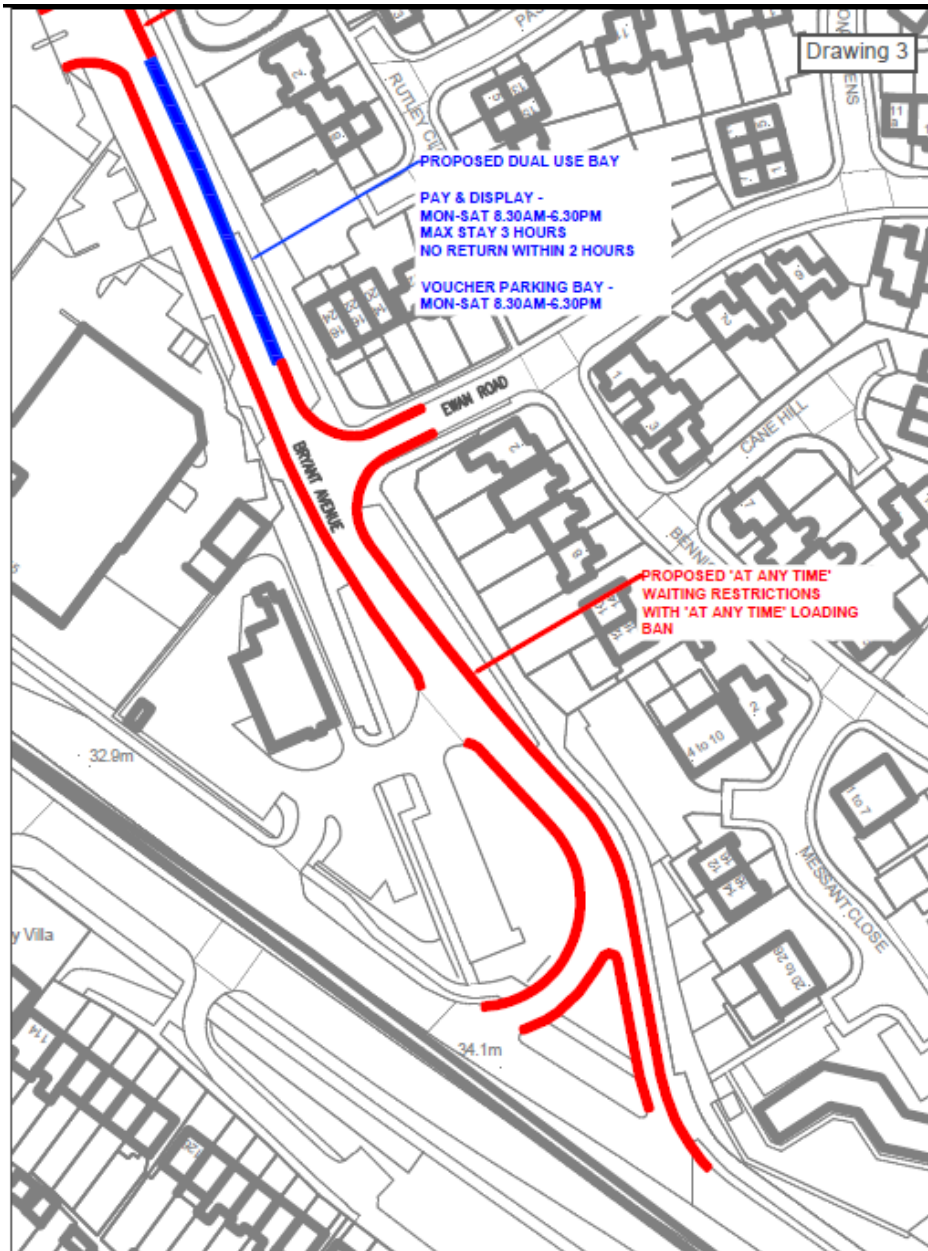 Drawing 3
RUTLEY
PROPOSED DUAL USE BAY
PAY & DISPLAY -
MON-SAT 8.30AM-6.30PM
MAX STAY 3 HOURS
NO RETURN WITHIN 2 HOURS
VOUCHER PARKING BAY -
MON-SAT 8.30AM-6.30PM
EWAN ROAD
BRYANT AVENUE
CANE HILL
PROPOSED 'AT ANY TIME'
WAITING RESTRICTIONS
WITH 'AT ANY TIME' LOADING
BAN
4 to 10
1 to 7
MESSANT CLOSE
20 to 26
32.9m
34.1m
y Villa
114